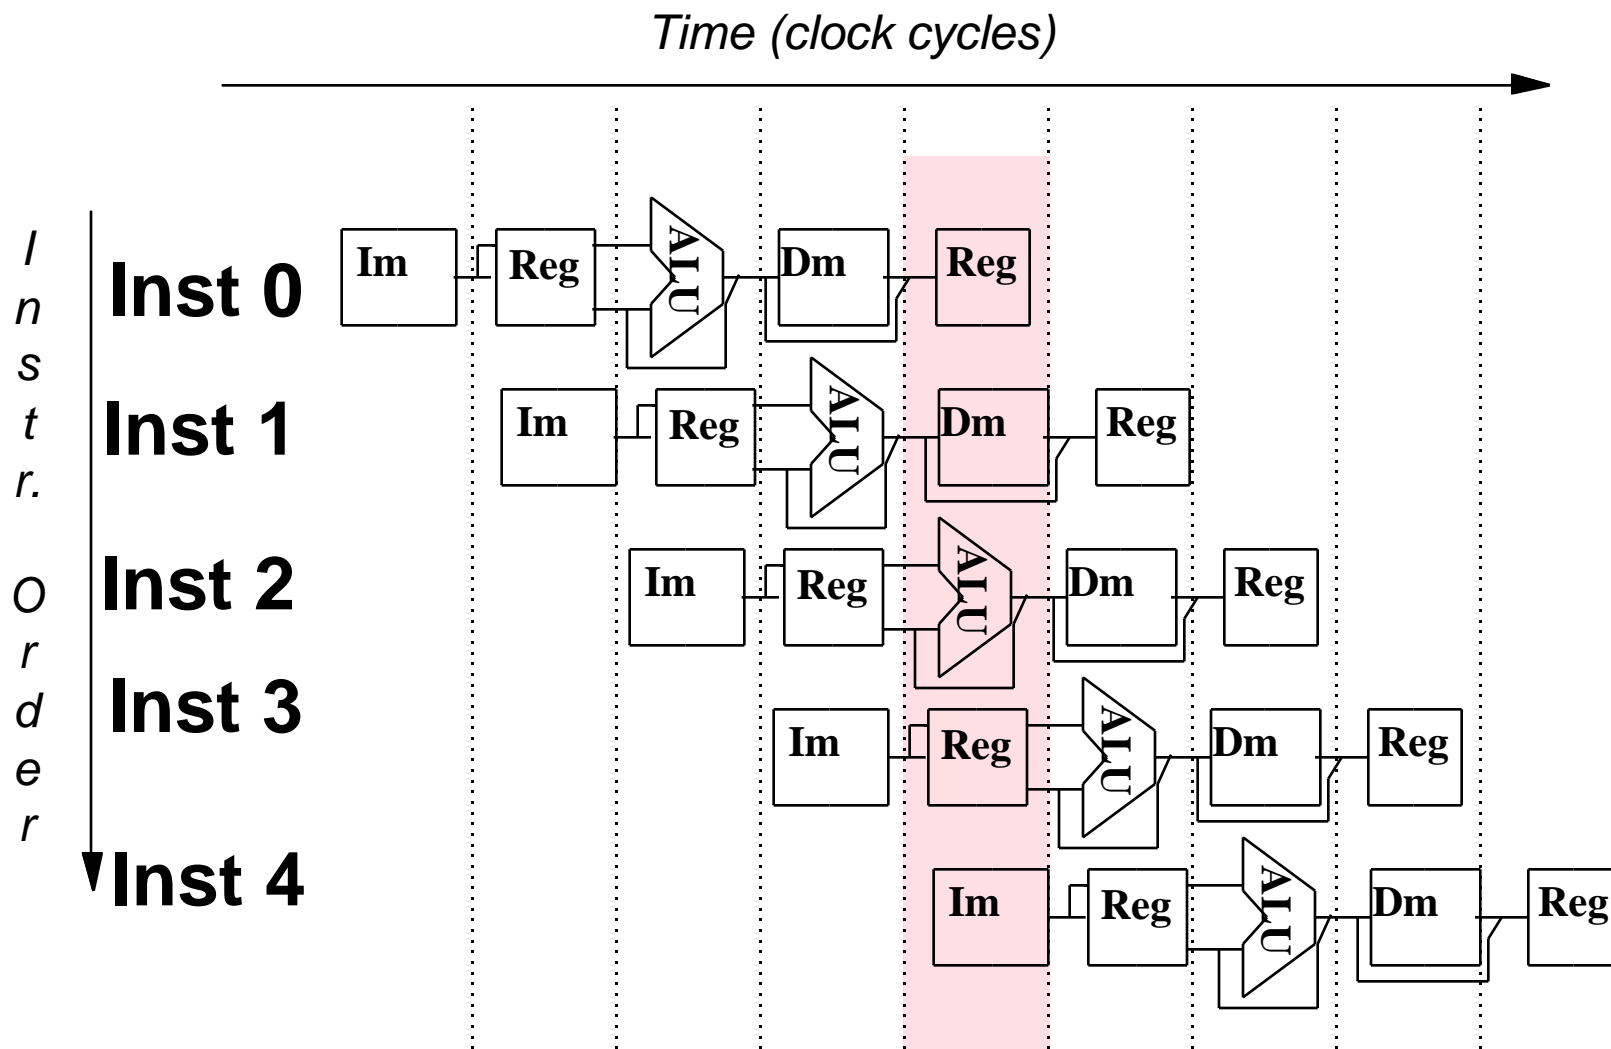 Time (clock cycles)
Instr. Order
Inst 0
Im
Reg
ALU
Dm
Reg
Inst 1
Im
Reg
ALU
Dm
Reg
Inst 2
Im
Reg
ALU
Dm
Reg
Inst 3
Im
Reg
ALU
Dm
Reg
Inst 4
Im
Reg
ALU
Dm
Reg